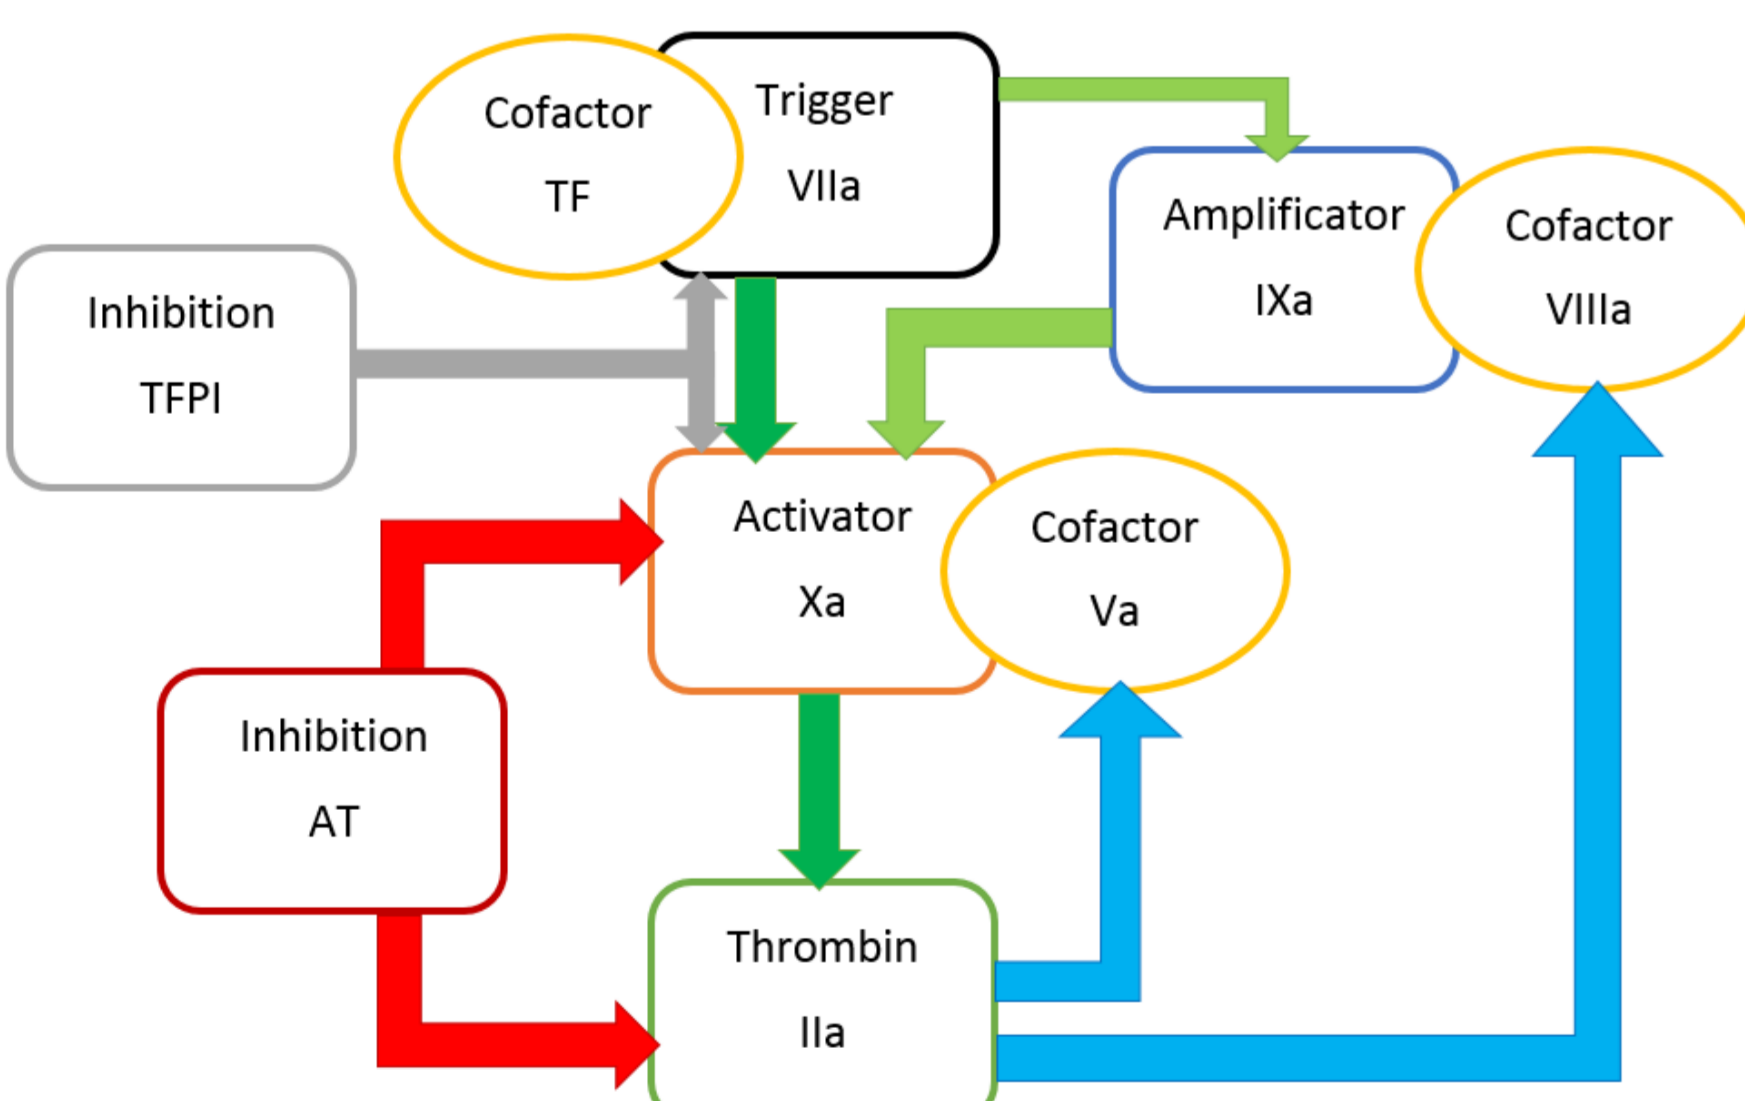 Cofactor
TF
Trigger
VIIa
Amplificator
IXa
Cofactor
VIIIa
Inhibition
TFPI
Activator
Xa
Cofactor
Va
Inhibition
AT
Thrombin
IIa